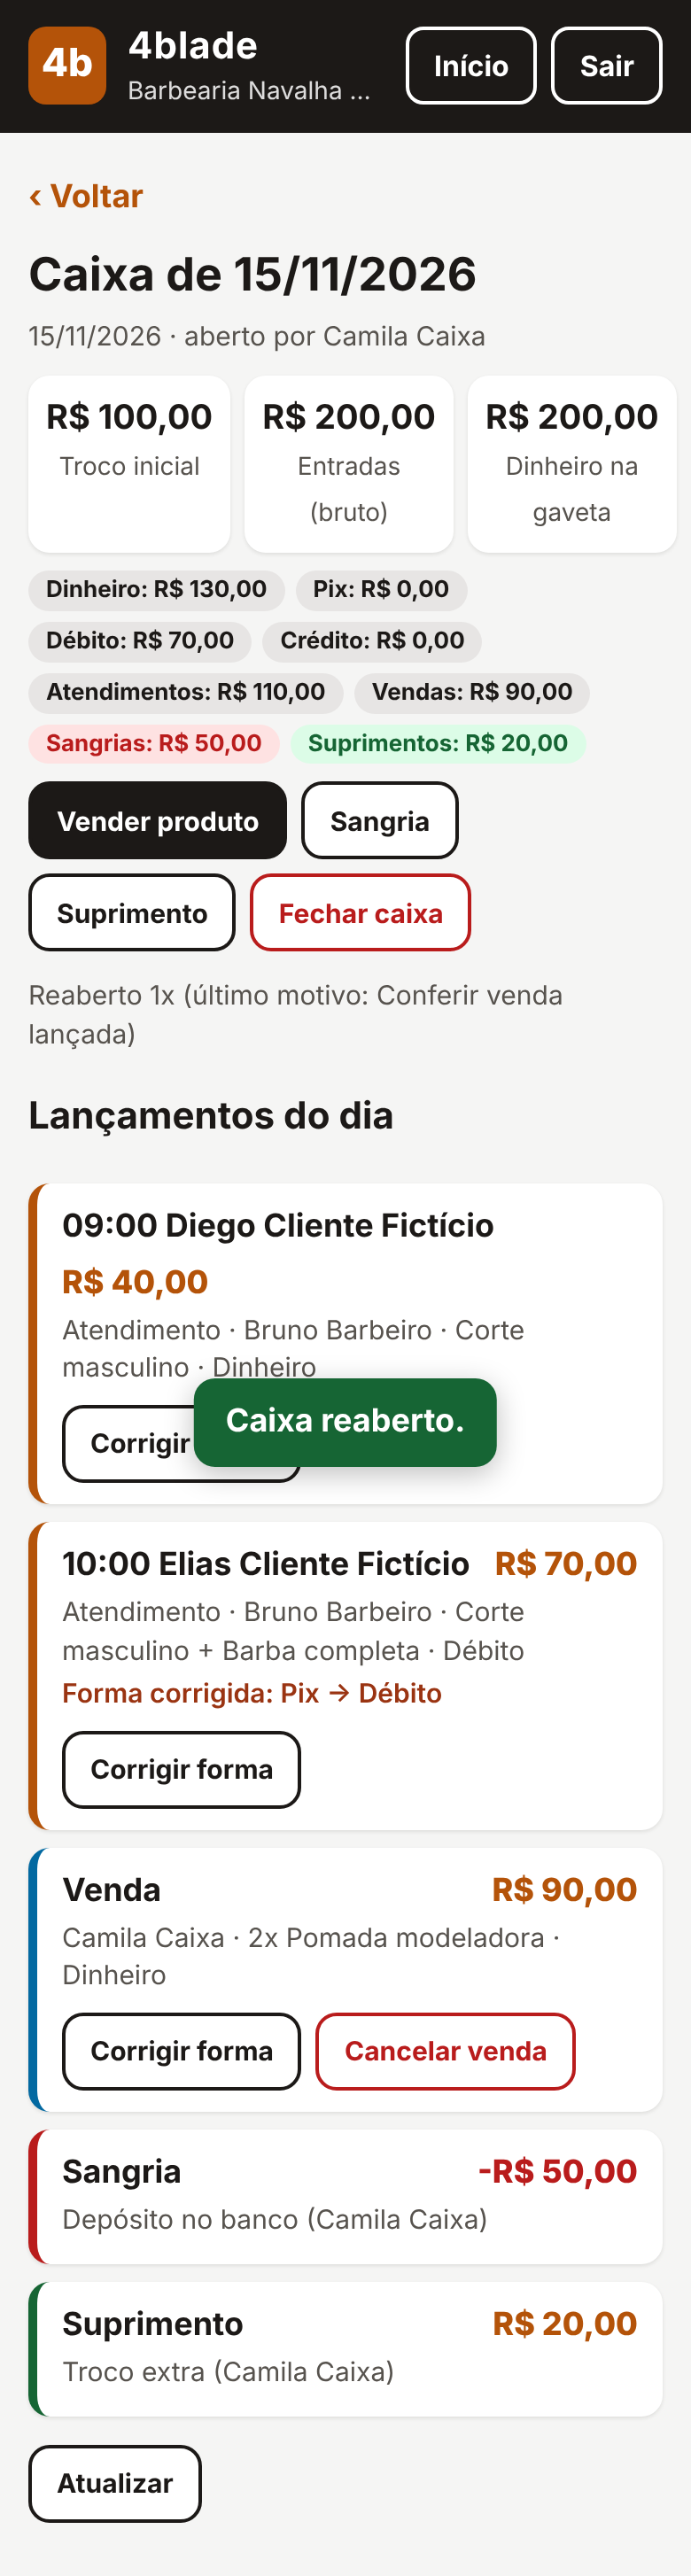 4b
4blade
Barbearia Navalha ...
Início
Sair
‹ Voltar
Caixa de 15/11/2026
15/11/2026 · aberto por Camila Caixa
R$ 100,00
Troco inicial
R$ 200,00
Entradas
(bruto)
R$ 200,00
Dinheiro na
gaveta
Dinheiro: R$ 130,00
Pix: R$ 0,00
Débito: R$ 70,00
Crédito: R$ 0,00
Atendimentos: R$ 110,00
Vendas: R$ 90,00
Sangrias: R$ 50,00
Suprimentos: R$ 20,00
Vender produto
Sangria
Suprimento
Fechar caixa
Reaberto 1x (último motivo: Conferir venda
lançada)
Lançamentos do dia
09:00 Diego Cliente Fictício
R$ 40,00
Atendimento · Bruno Barbeiro · Corte
masculino · Dinheiro
Corrigir
Caixa reaberto.
10:00 Elias Cliente Fictício
R$ 70,00
Atendimento · Bruno Barbeiro · Corte
masculino + Barba completa · Débito
Forma corrigida: Pix → Débito
Corrigir forma
Venda
R$ 90,00
Camila Caixa · 2x Pomada modeladora ·
Dinheiro
Corrigir forma
Cancelar venda
Sangria
-R$ 50,00
Depósito no banco (Camila Caixa)
Suprimento
R$ 20,00
Troco extra (Camila Caixa)
Atualizar